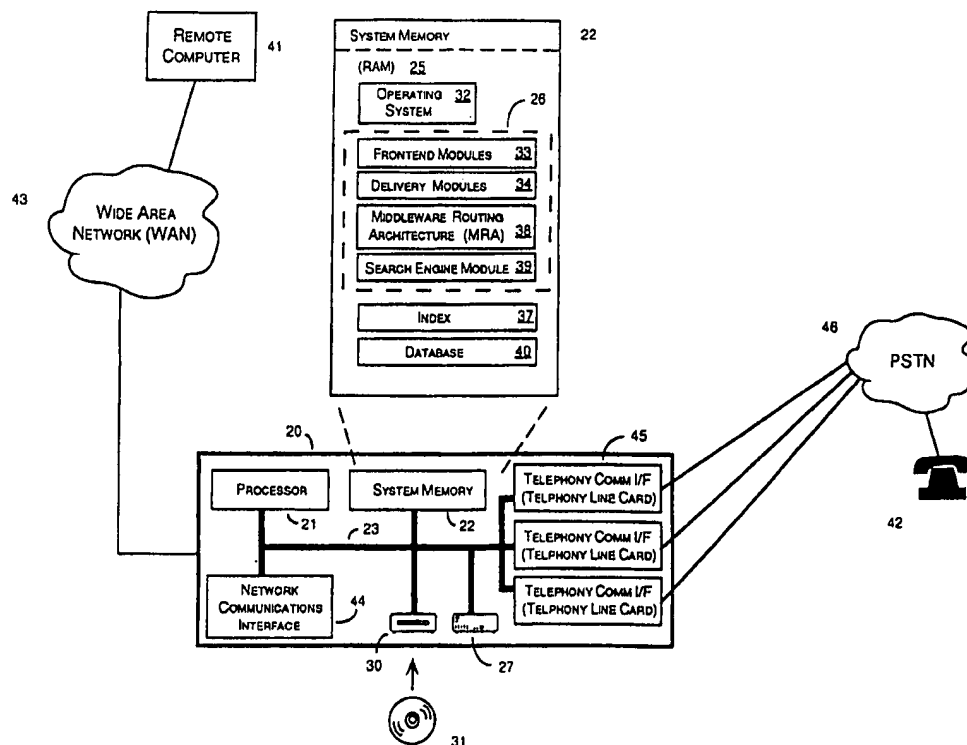 REMOTE
COMPUTER
41
SYSTEM MEMORY
22
(RAM) 25
OPERATING
SYSTEM
32
26
FRONTEND MODULES 33
DELIVERY MODULES 34
MIDDLEWARE ROUTING
ARCHITECTURE (MRA) 38
SEARCH ENGINE MODULE 39
INDEX 37
DATABASE 40
43
WIDE AREA
NETWORK (WAN)
46
PSTN
42
20
45
PROCESSOR
21
SYSTEM MEMORY
22
23
TELEPHONY COMM I/F
(TELPHONY LINE CARD)
TELEPHONY COMM I/F
(TELPHONY LINE CARD)
TELEPHONY COMM I/F
(TELPHONY LINE CARD)
NETWORK
COMMUNICATIONS
INTERFACE
44
30
27
31